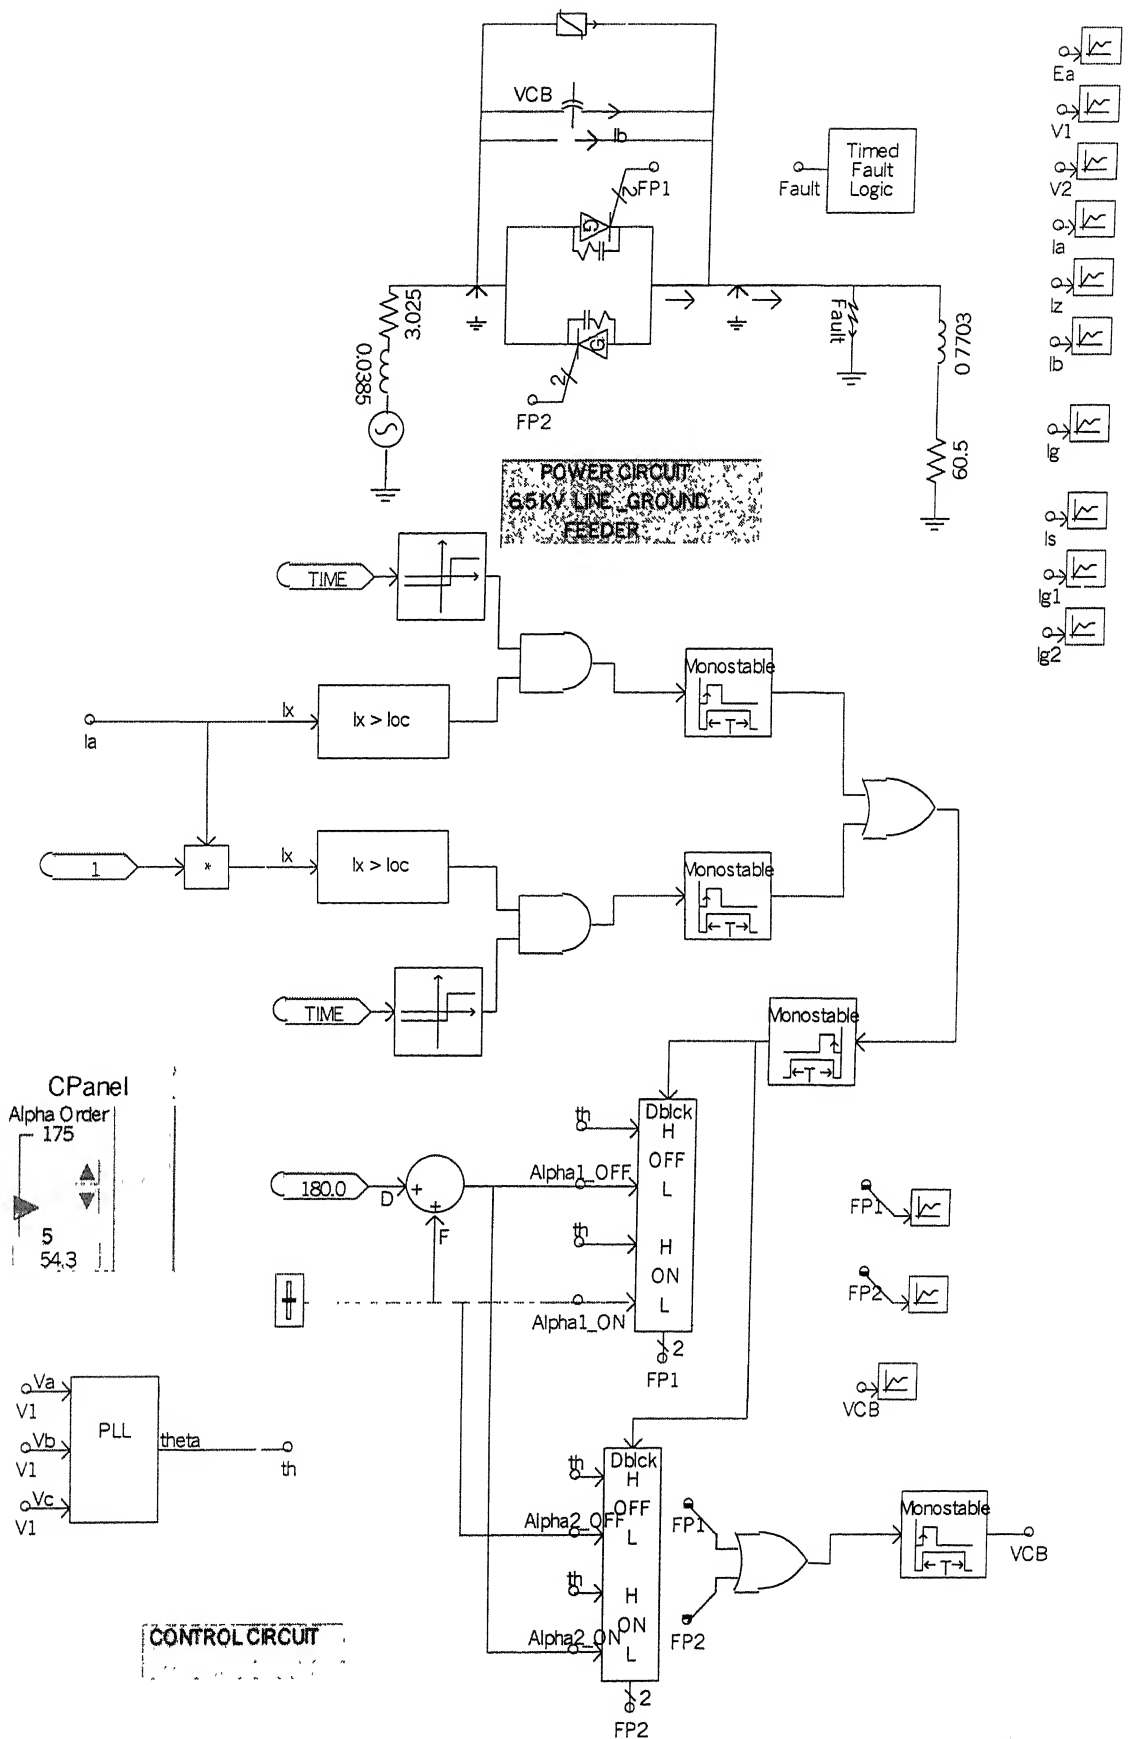 VCB
Ib
FP1
2
G
Timed
Fault
Logic
Fault
Ea
V1
V2
Ia
Iz
Ib
Ig
Is
Ig1
Ig2
3.025
0.0385
G
2
FP2
Fault
0.7703
60.5
POWER CIRCUIT
6.5 KV LINE_GROUND
FEEDER
TIME
Ia
Ix
Ix > Ioc
Monostable
T
1
*
Ix
Ix > Ioc
Monostable
T
TIME
Monostable
T
CPanel
Alpha Order
175
5
54.3
180.0
D
+
+
F
th
Alpha1_OFF
th
Alpha1_ON
Dblck
H
OFF
L
H
ON
L
2
FP1
FP1
FP2
VCB
Va
V1
Vb
V1
Vc
V1
PLL
theta
th
th
Alpha2_OFF
th
Alpha2_ON
Dblck
H
OFF
L
H
ON
L
2
FP2
FP1
FP2
Monostable
T
VCB
CONTROL CIRCUIT